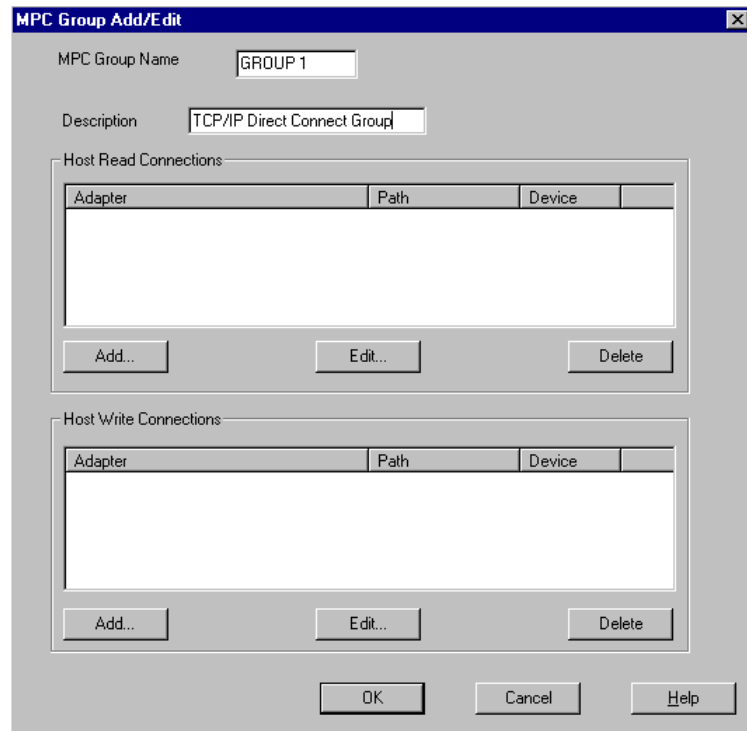 MPC Group Add/Edit
MPC Group Name GROUP 1
Description TCP/IP Direct Connect Group
Host Read Connections
Adapter Path Device
Add... Edit... Delete
Host Write Connections
Adapter Path Device
Add... Edit... Delete
OK Cancel Help